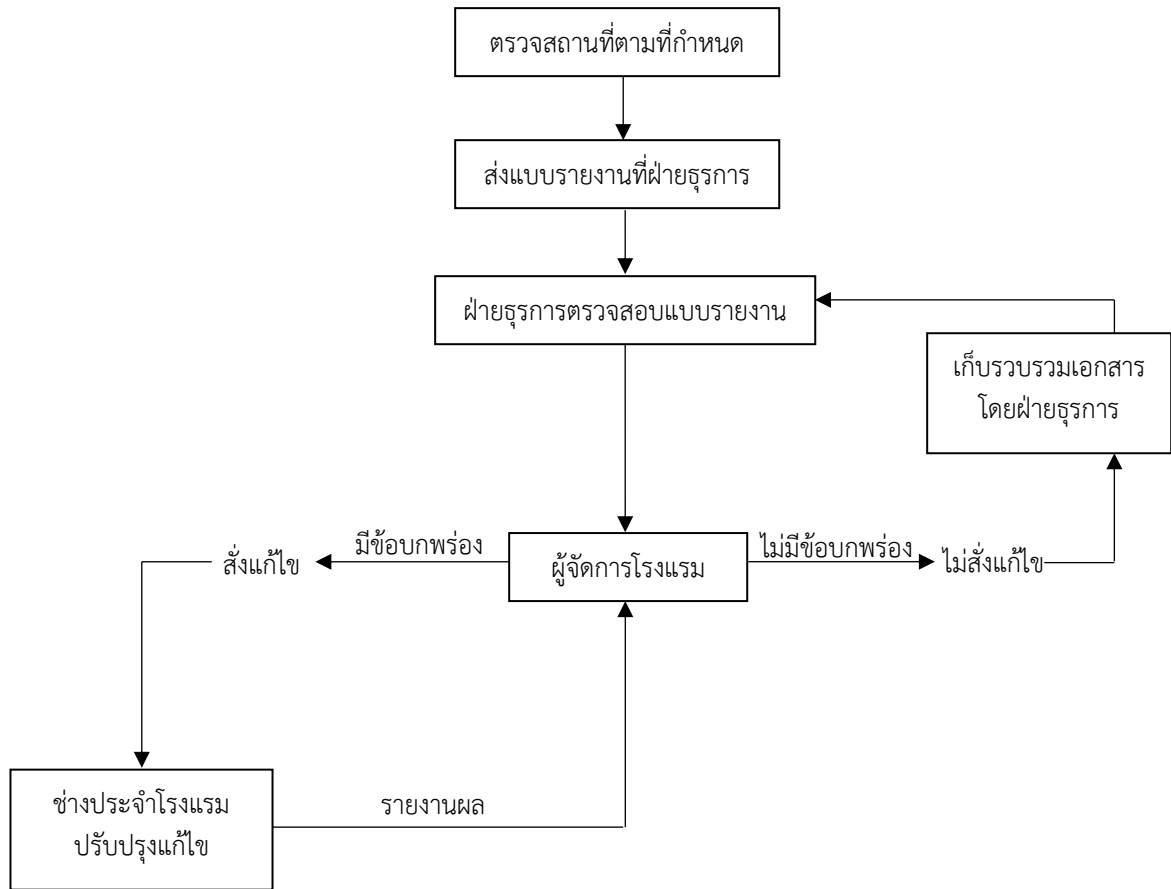 ตรวจสถานที่ตามที่กำหนด
ส่งแบบรายงานที่ฝ่ายธุรการ
ฝ่ายธุรการตรวจสอบแบบรายงาน
เก็บรวบรวมเอกสาร
โดยฝ่ายธุรการ
มีข้อบกพร่อง
ไม่มีข้อบกพร่อง
สั่งแก้ไข
ผู้จัดการโรงแรม
ไม่สั่งแก้ไข
ช่างประจำโรงแรม
ปรับปรุงแก้ไข
รายงานผล